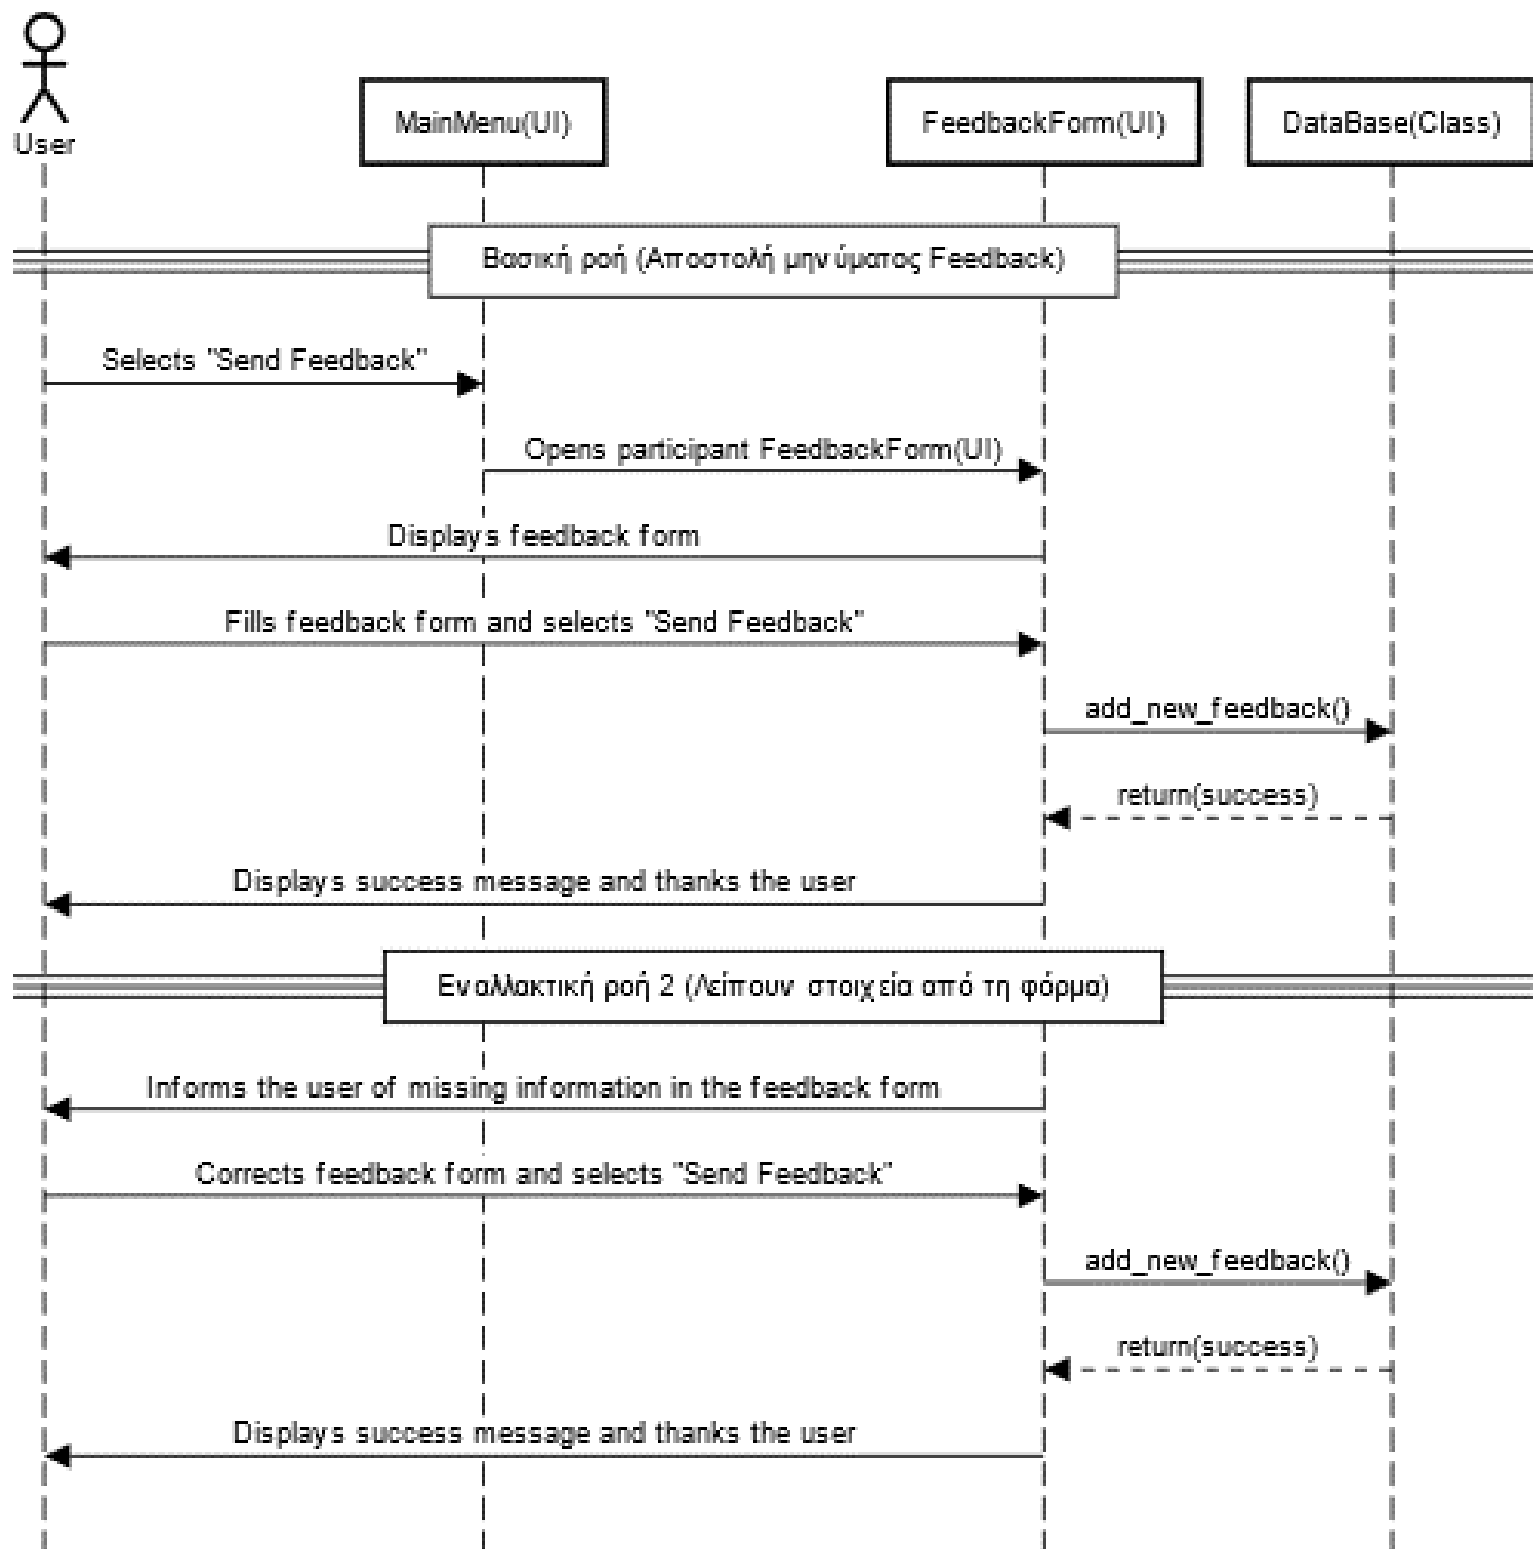 User
MainMenu(UI)
FeedbackForm(UI)
DataBase(Class)
Βασική ροή (Αποστολή μηνύματος Feedback)
Selects "Send Feedback"
Opens participant FeedbackForm(UI)
Displays feedback form
Fills feedback form and selects "Send Feedback"
add_new_feedback()
return(success)
Displays success message and thanks the user
Εναλλακτική ροή 2 (Λείπουν στοιχεία από τη φόρμα)
Informs the user of missing information in the feedback form
Corrects feedback form and selects "Send Feedback"
add_new_feedback()
return(success)
Displays success message and thanks the user